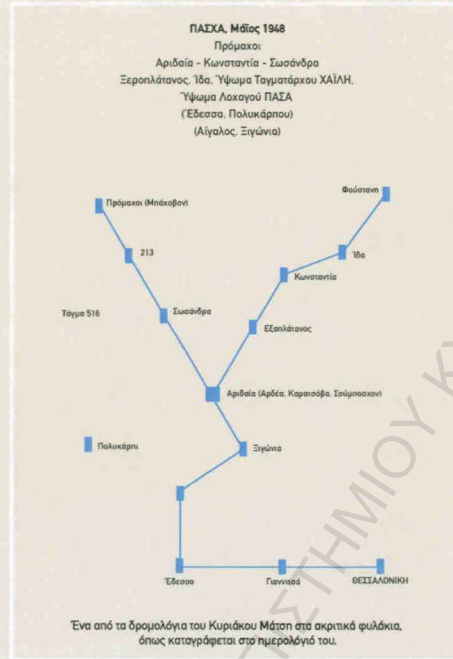 ΠΑΣΧΑ, Μάϊος 1948
Πρόμαχοι
Αριδαία - Κωνσταντία - Σωσάνδρα
Ξεροπλάτανος, Ίδα, Ύψωμα Ταγματάρχου ΧΑΪΛΗ,
Ύψωμα Λοχαγού ΠΑΣΑ
(Έδεσσα, Πολυκάρπου)
(Αίγαλος, Ξιγώνια)
Φούστανη
Πρόμαχοι (Μπάχοβον)
213
Ίδα
Κωνσταντία
Τάγμα 516
Σωσάνδρα
Εξαπλάτανος
Αριδαία (Αρδέα, Καρατσόβα, Σούμποσκον)
Πολυκάρπι
Ξιγώνια
Έδεσσα
Γιαννιτσά
ΘΕΣΣΑΛΟΝΙΚΗ
Ένα από τα δρομολόγια του Κυριάκου Μάτση στα ακριτικά φυλάκια,
όπως καταγράφεται στο ημερολόγιό του.